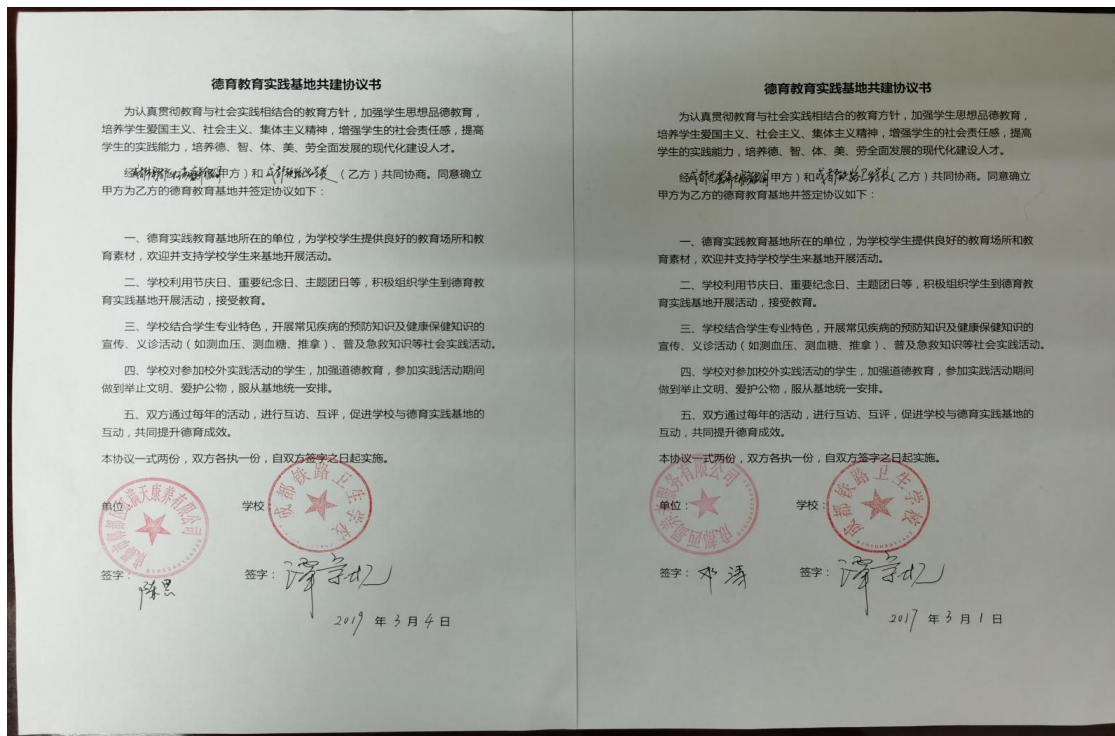 德育教育实践基地共建协议书
为认真贯彻教育与社会实践相结合的教育方针，加强学生思想品德教育，
培养学生爱国主义、社会主义、集体主义精神，增强学生的社会责任感，提高
学生的实践能力，培养德、智、体、美、劳全面发展的现代化建设人才。
经 甲方）和 （乙方）共同协商。同意确立
甲方为乙方的德育教育基地并签定协议如下：
一、德育实践教育基地所在的单位，为学校学生提供良好的教育场所和教
育素材，欢迎并支持学校学生来基地开展活动。
二、学校利用节庆日、重要纪念日、主题团日等，积极组织学生到德育教
育实践基地开展活动，接受教育。
三、学校结合学生专业特色，开展常见疾病的预防知识及健康保健知识的
宣传、义诊活动（如测血压、测血糖、推拿）、普及急救知识等社会实践活动。
四、学校对参加校外实践活动的学生，加强道德教育，参加实践活动期间
做到举止文明、爱护公物，服从基地统一安排。
五、双方通过每年的活动，进行互访、互评，促进学校与德育实践基地的
互动，共同提升德育成效。
本协议一式两份，双方各执一份，自双方签字之日起实施。
单位
学校
成都铁路卫生学校
签字：
签字：
陈思
2019 年 3 月 4 日
德育教育实践基地共建协议书
为认真贯彻教育与社会实践相结合的教育方针，加强学生思想品德教育，
培养学生爱国主义、社会主义、集体主义精神，增强学生的社会责任感，提高
学生的实践能力，培养德、智、体、美、劳全面发展的现代化建设人才。
经 甲方）和 （乙方）共同协商。同意确立
甲方为乙方的德育教育基地并签定协议如下：
一、德育实践教育基地所在的单位，为学校学生提供良好的教育场所和教
育素材，欢迎并支持学校学生来基地开展活动。
二、学校利用节庆日、重要纪念日、主题团日等，积极组织学生到德育教
育实践基地开展活动，接受教育。
三、学校结合学生专业特色，开展常见疾病的预防知识及健康保健知识的
宣传、义诊活动（如测血压、测血糖、推拿）、普及急救知识等社会实践活动。
四、学校对参加校外实践活动的学生，加强道德教育，参加实践活动期间
做到举止文明、爱护公物，服从基地统一安排。
五、双方通过每年的活动，进行互访、互评，促进学校与德育实践基地的
互动，共同提升德育成效。
本协议一式两份，双方各执一份，自双方签字之日起实施。
单位：
学校：
成都铁路卫生学校
签字：邓涛
签字：
2017 年 3 月 1 日